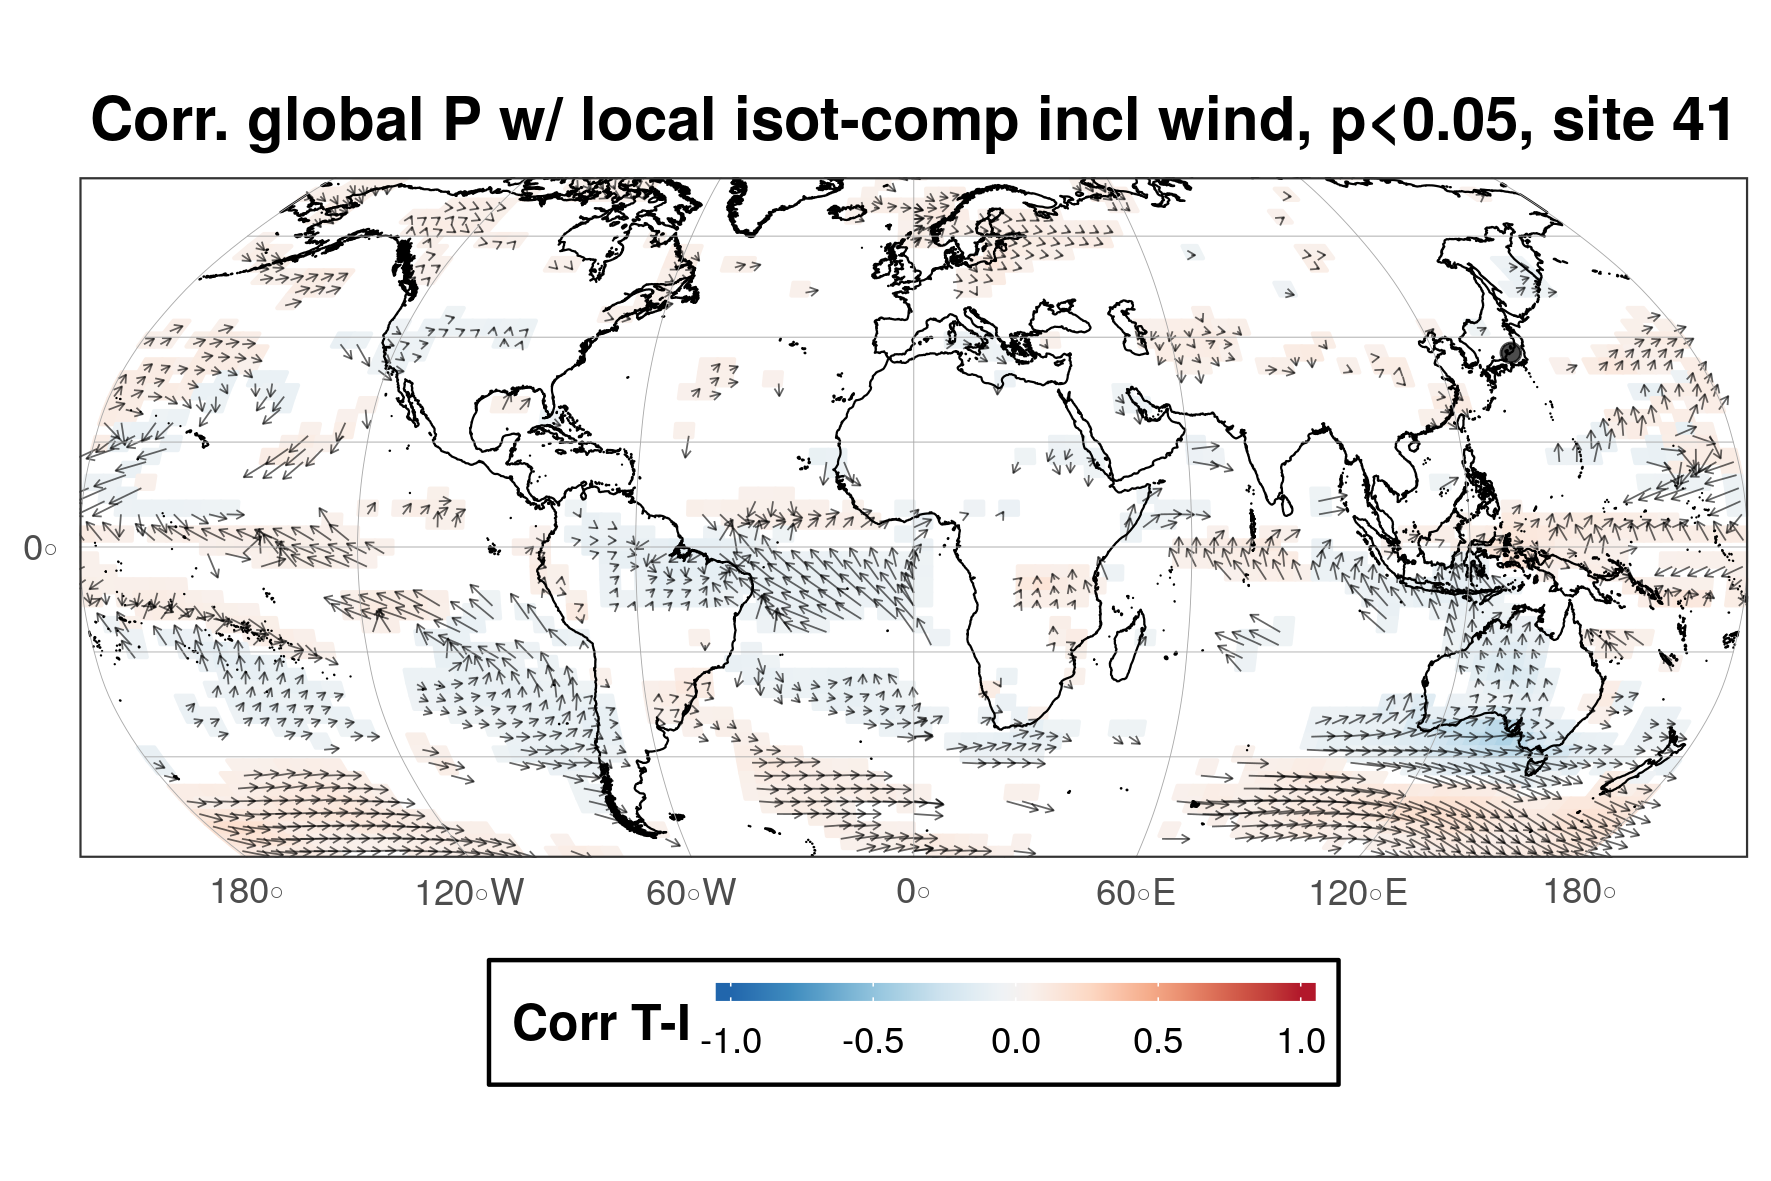 Corr. global P w/ local isot-comp incl wind, p<0.05, site 41
0°
180° 120°W 60°W 0° 60°E 120°E 180°
Corr T-I
-1.0 -0.5 0.0 0.5 1.0